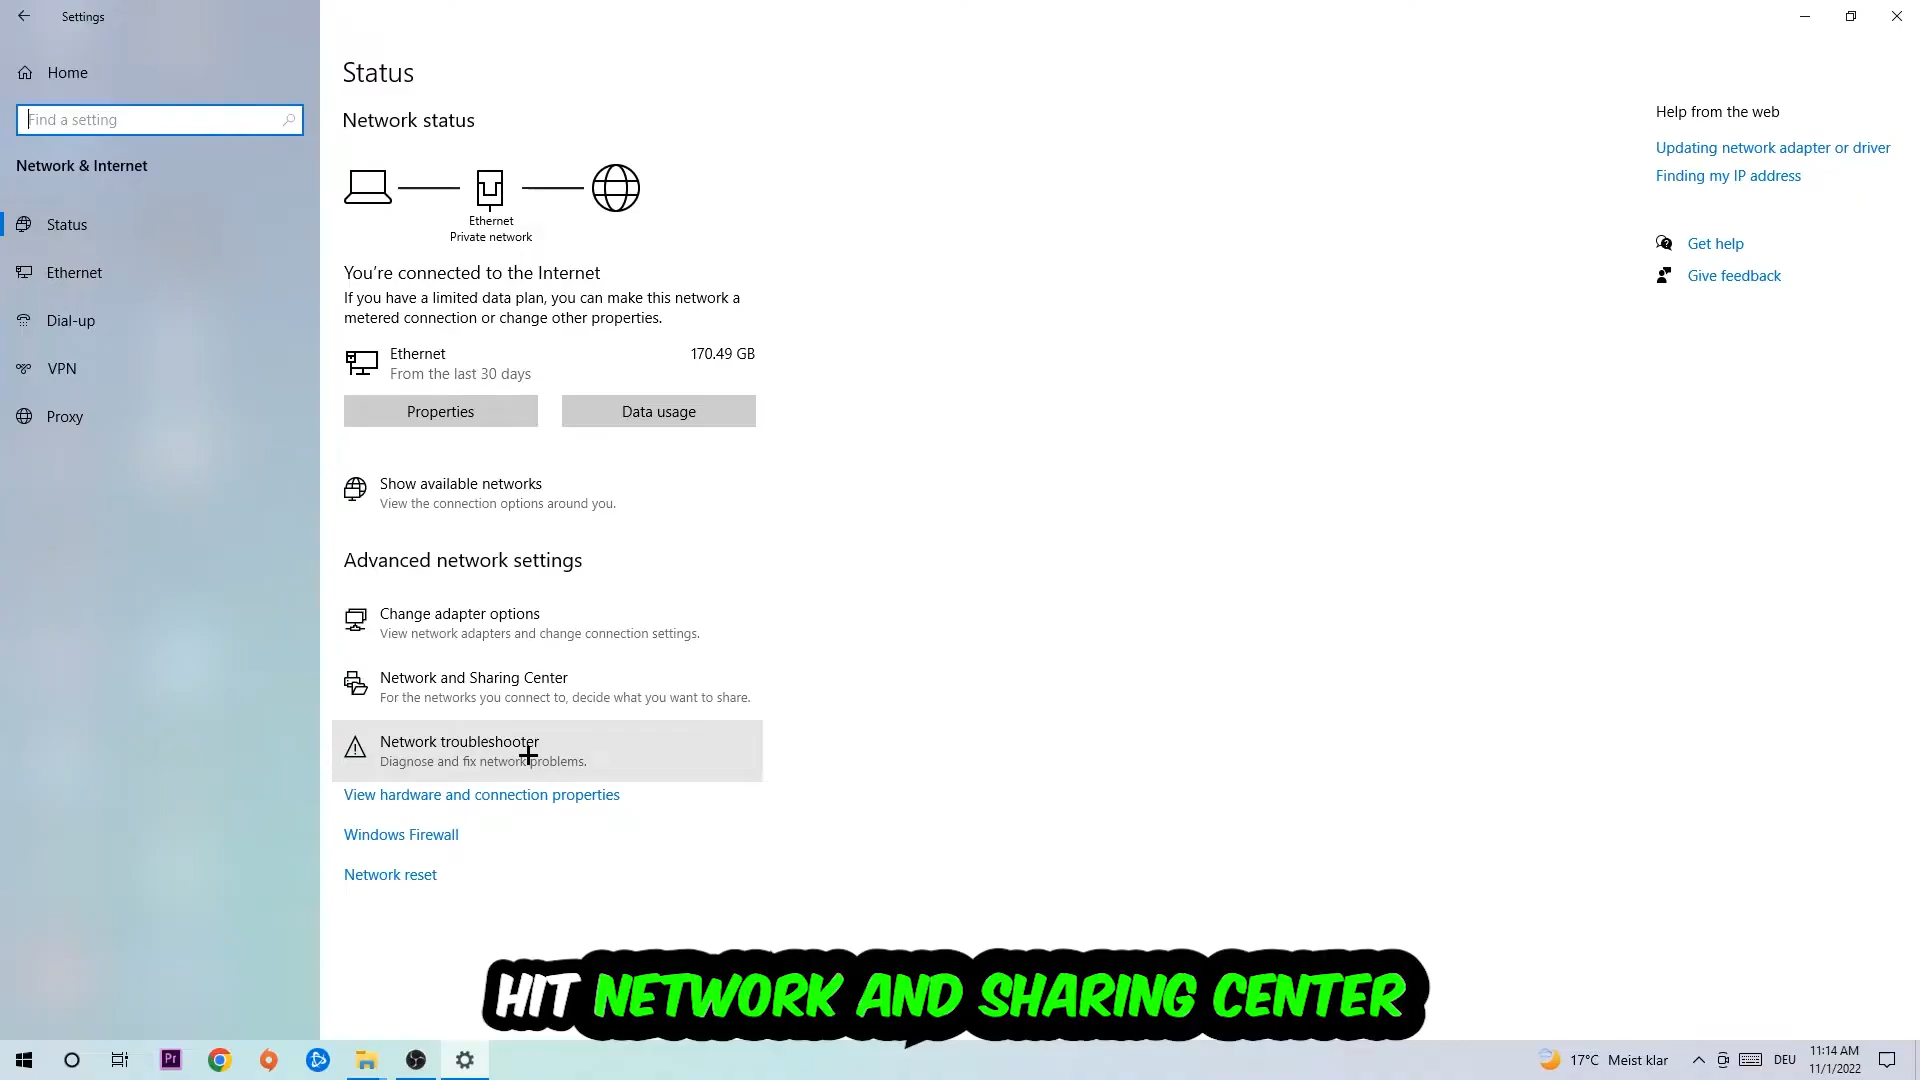 Settings
Home
Find a setting
Network & Internet
Status
Ethernet
Dial-up
VPN
Proxy
Status
Network status
Ethernet
Private network
You're connected to the Internet
If you have a limited data plan, you can make this network a
metered connection or change other properties.
Ethernet 170.49 GB
From the last 30 days
Properties Data usage
Show available networks
View the connection options around you.
Advanced network settings
Change adapter options
View network adapters and change connection settings.
Network and Sharing Center
For the networks you connect to, decide what you want to share.
Network troubleshooter
Diagnose and fix network problems.
View hardware and connection properties
Windows Firewall
Network reset
Help from the web
Updating network adapter or driver
Finding my IP address
Get help
Give feedback
HIT NETWORK AND SHARING CENTER
Pr
17°C Meist klar
DEU
11:14 AM
11/1/2022